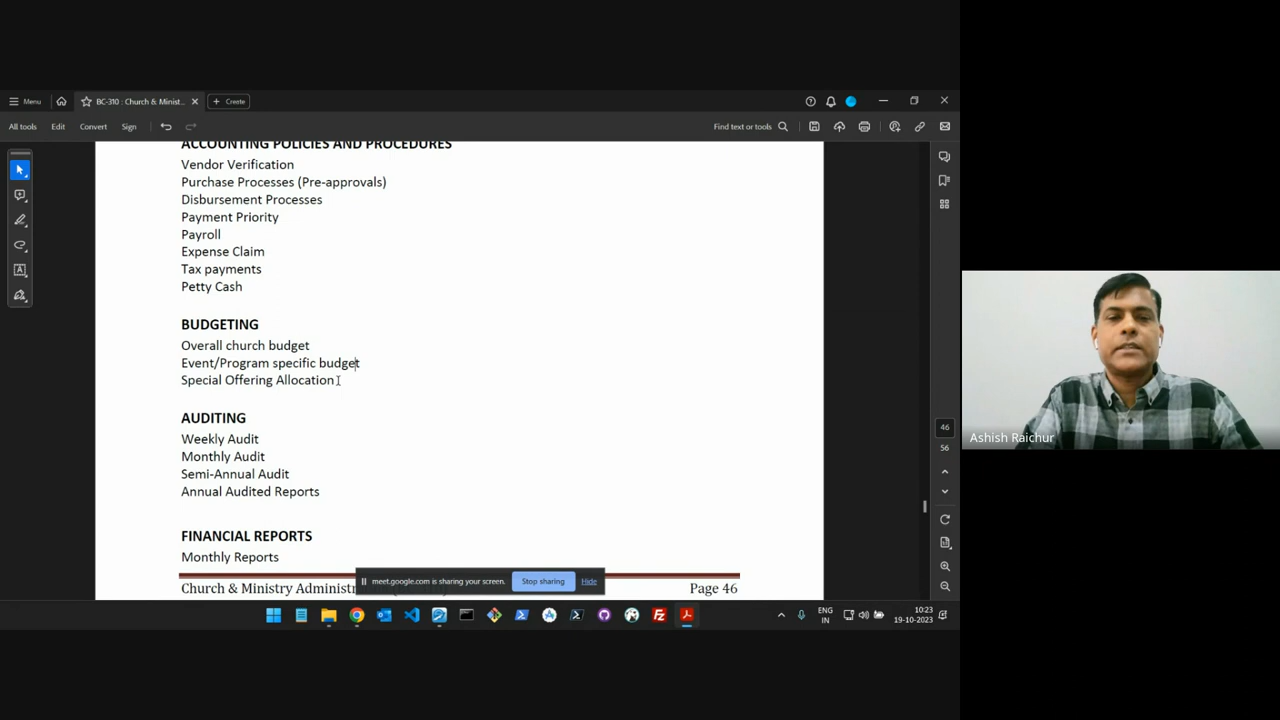 Menu
BC-310 : Church & Minist...
Create
All tools
Edit
Convert
Sign
Find text or tools
ACCOUNTING POLICIES AND PROCEDURES
Vendor Verification
Purchase Processes (Pre-approvals)
Disbursement Processes
Payment Priority
Payroll
Expense Claim
Tax payments
Petty Cash
BUDGETING
Overall church budget
Event/Program specific budget
Special Offering Allocation
AUDITING
Weekly Audit
Monthly Audit
Semi-Annual Audit
Annual Audited Reports
FINANCIAL REPORTS
Monthly Reports
Church & Ministry Administ
Page 46
meet.google.com is sharing your screen.
Stop sharing
Hide
46
56
ENG
IN
10:23
19-10-2023
Ashish Raichur